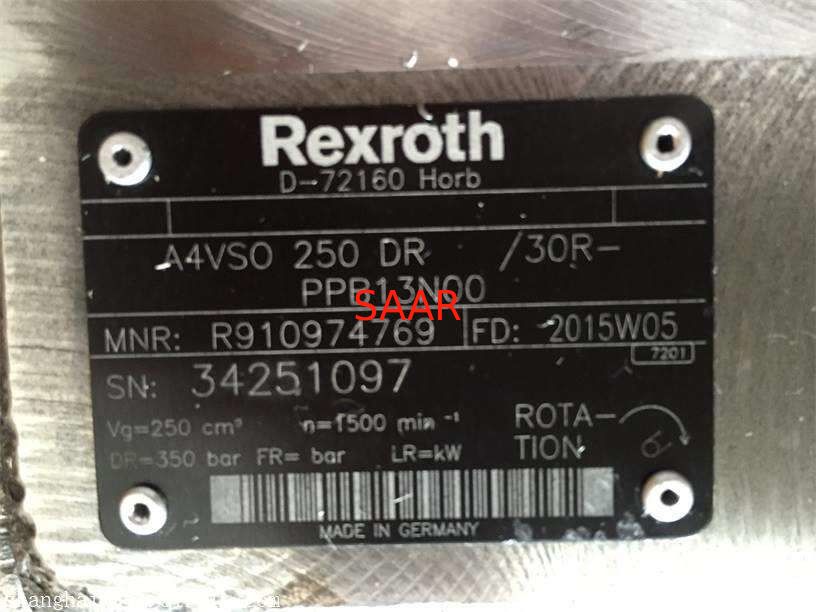 Rexroth
D-72160 Horb
A4VSO 250 DR /30R-
PPB13N00
SAAR
MNR: R910974769 FD: 2015W05
7201
SN: 34251097
Vg=250 cm³ n=1500 min⁻¹
ROTA-
TION
DR=350 bar FR= bar LR=kW
MADE IN GERMANY